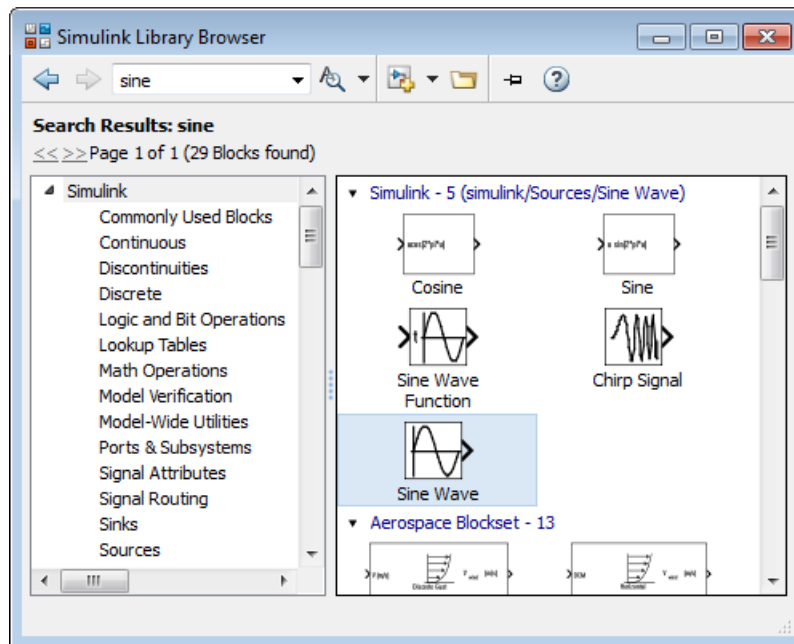 Simulink Library Browser
sine
Search Results: sine
<< >> Page 1 of 1 (29 Blocks found)
Simulink
Commonly Used Blocks
Continuous
Discontinuities
Discrete
Logic and Bit Operations
Lookup Tables
Math Operations
Model Verification
Model-Wide Utilities
Ports & Subsystems
Signal Attributes
Signal Routing
Sinks
Sources
Simulink - 5 (simulink/Sources/Sine Wave)
Cosine
Sine
t
Sine Wave
Function
Chirp Signal
Sine Wave
Aerospace Blockset - 13
DCM